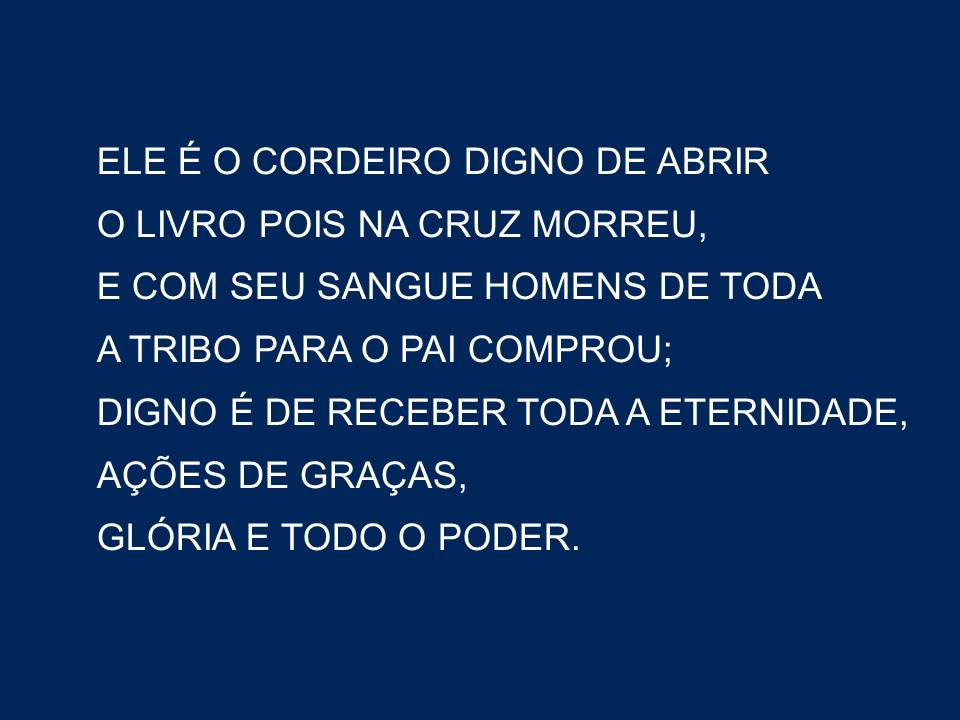 ELE É O CORDEIRO DIGNO DE ABRIR
O LIVRO POIS NA CRUZ MORREU,
E COM SEU SANGUE HOMENS DE TODA
A TRIBO PARA O PAI COMPROU;
DIGNO É DE RECEBER TODA A ETERNIDADE,
AÇÕES DE GRAÇAS,
GLÓRIA E TODO O PODER.